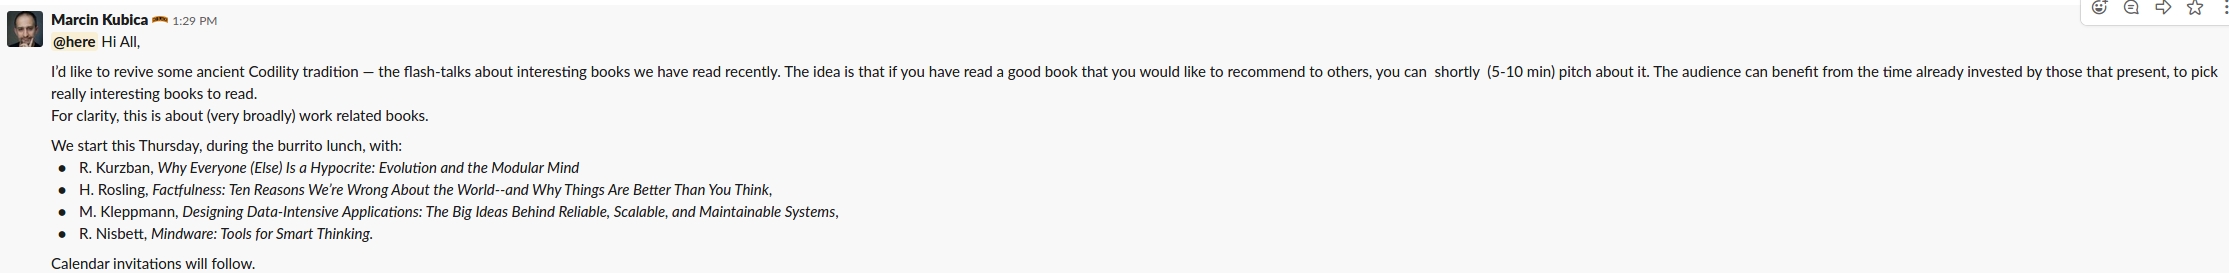 Marcin Kubica 1:29 PM
@here Hi All,
I'd like to revive some ancient Codility tradition — the flash-talks about interesting books we have read recently. The idea is that if you have read a good book that you would like to recommend to others, you can  shortly  (5-10 min) pitch about it. The audience can benefit from the time already invested by those that present, to pick
really interesting books to read.
For clarity, this is about (very broadly) work related books.
We start this Thursday, during the burrito lunch, with:
● R. Kurzban, Why Everyone (Else) Is a Hypocrite: Evolution and the Modular Mind
● H. Rosling, Factfulness: Ten Reasons We're Wrong About the World--and Why Things Are Better Than You Think,
● M. Kleppmann, Designing Data-Intensive Applications: The Big Ideas Behind Reliable, Scalable, and Maintainable Systems,
● R. Nisbett, Mindware: Tools for Smart Thinking.
Calendar invitations will follow.